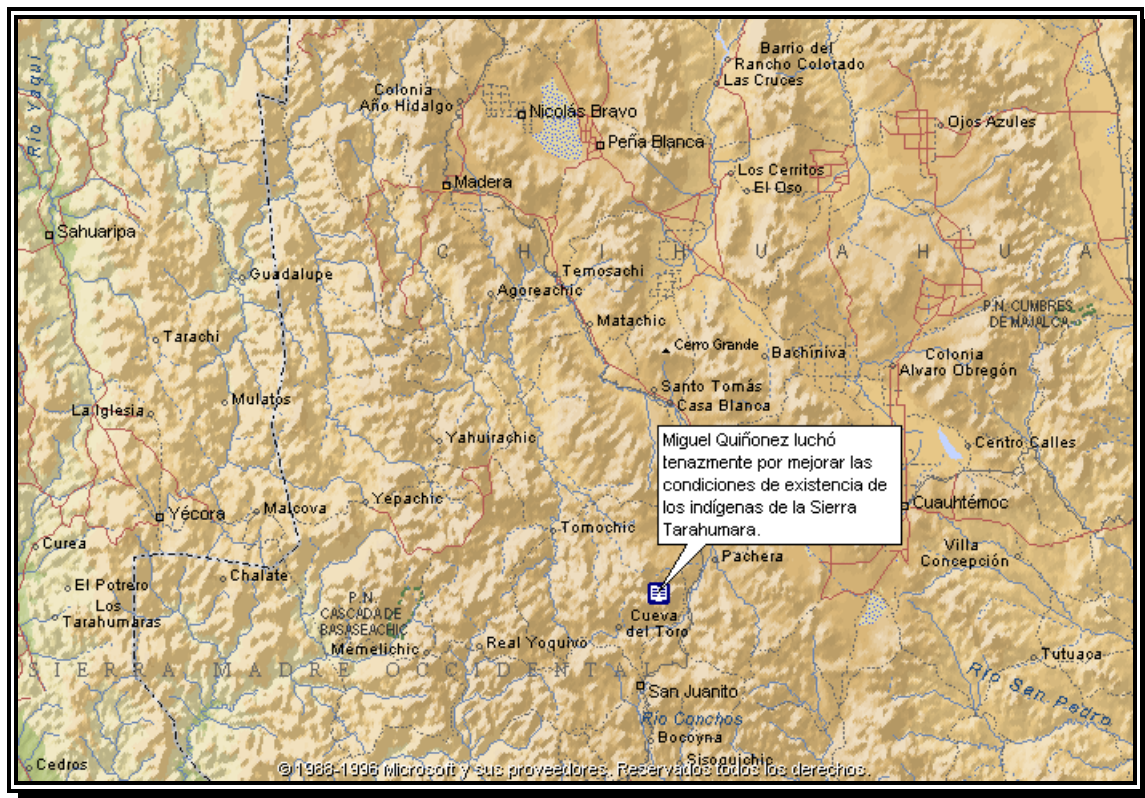 Río Yaqui
Barrio del
Rancho Colorado
Las Cruces
Colonia
Año Hidalgo
Nicolás Bravo
Peña Blanca
Ojos Azules
Los Cerritos
El Oso
Madera
Sahuaripa
CHIHUAHUA
Guadalupe
Temosachi
Agoreachic
P.N. CUMBRES
DE MAJALCA
Matachic
Tarachi
Cerro Grande
Bachiniva
Colonia
Alvaro Obregón
Santo Tomás
Casa Blanca
Mulatos
La Iglesia
Yahuirachic
Centro Calles
Miguel Quiñonez luchó
tenazmente por mejorar las
condiciones de existencia de
los indígenas de la Sierra
Tarahumara.
Yepachic
Malcova
Yécora
Cuauhtémoc
Tomochic
Curea
Pachera
Villa
Concepción
Chalate
El Potrero
Los
Tarahumaras
P.N.
CASCADA DE
BASASEACHIC
Cueva
del Toro
Memelichic
Real Yoquivo
Tutuaca
SIERRA MADRE OCCIDENTAL
Río San Pedro
San Juanito
Río Conchos
Bocoyna
Sisoguichic
Cedros
© 1988-1996 Microsoft y sus proveedores. Reservados todos los derechos.